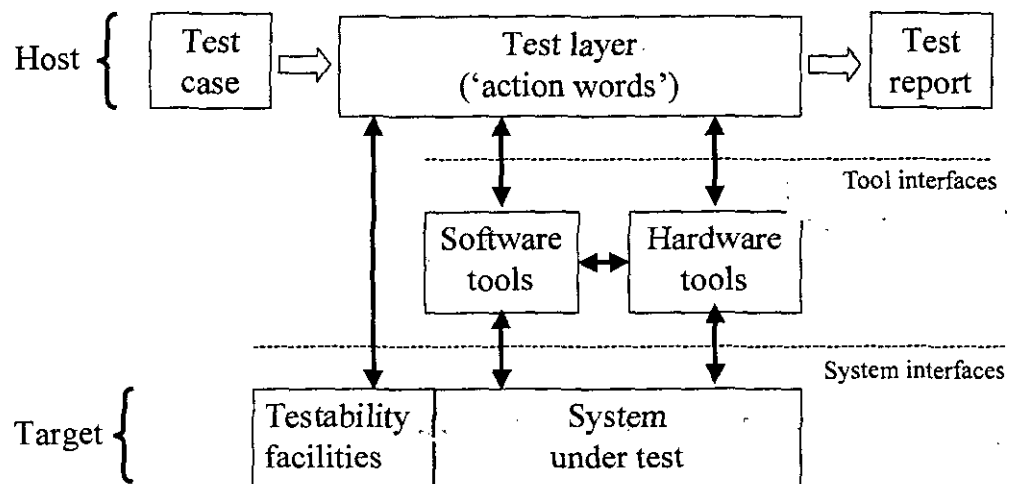 Host
Test
case
Test layer
(‘action words’)
Test
report
Tool interfaces
Software
tools
Hardware
tools
System interfaces
Target
Testability
facilities
System
under test